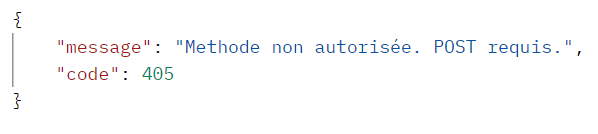 {
"message": "Methode non autorisée. POST requis.",
"code": 405
}